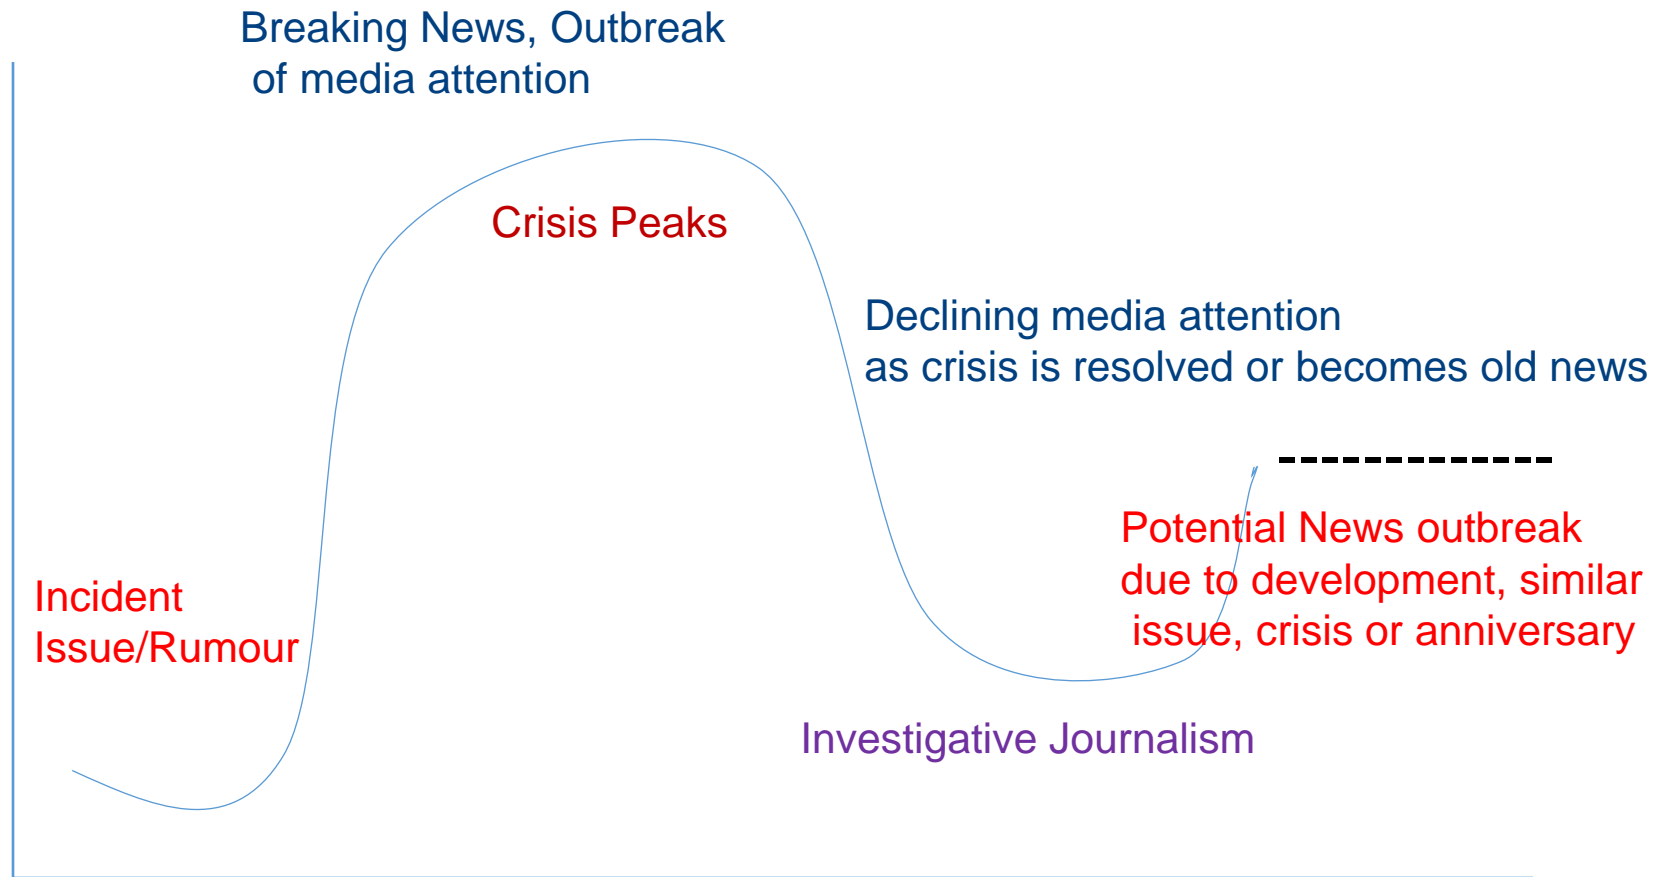 Breaking News, Outbreak
of media attention
Crisis Peaks
Declining media attention
as crisis is resolved or becomes old news
Potential News outbreak
due to development, similar
issue, crisis or anniversary
Incident
Issue/Rumour
Investigative Journalism